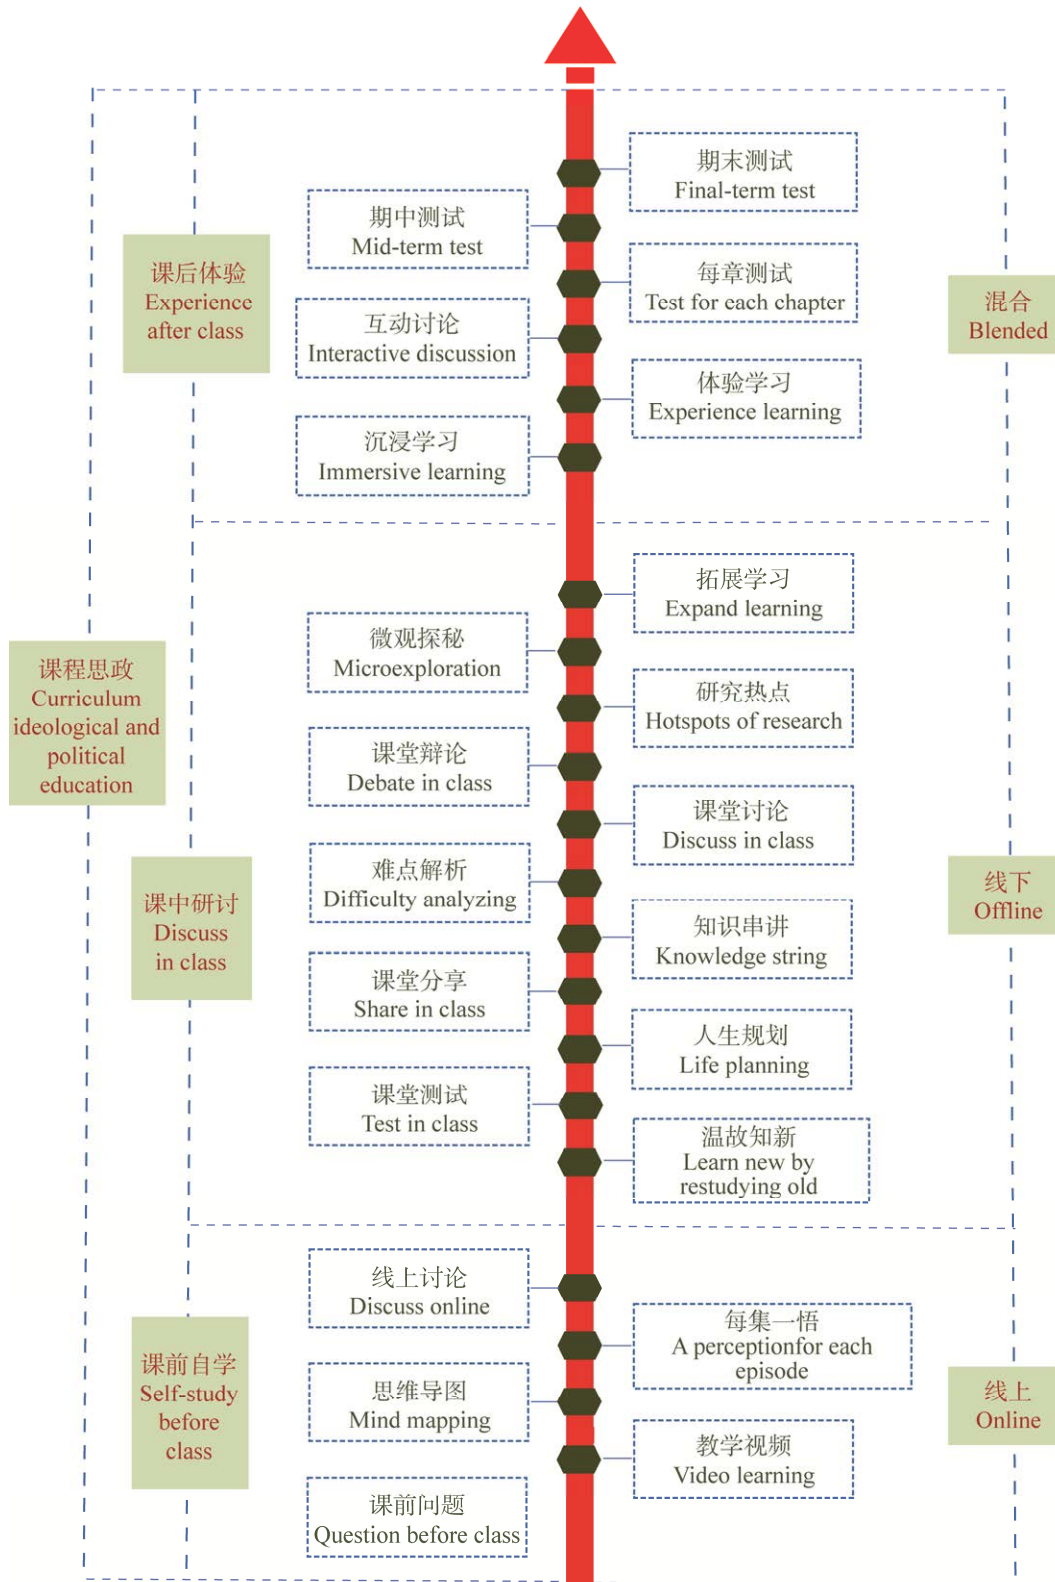 期末测试
Final-term test
期中测试
Mid-term test
课后体验
Experience
after class
每章测试
Test for each chapter
混合
Blended
互动讨论
Interactive discussion
体验学习
Experience learning
沉浸学习
Immersive learning
拓展学习
Expand learning
微观探秘
Microexploration
课程思政
Curriculum
ideological and
political
education
研究热点
Hotspots of research
课堂辩论
Debate in class
课堂讨论
Discuss in class
难点解析
Difficulty analyzing
课中研讨
Discuss
in class
线下
Offline
知识串讲
Knowledge string
课堂分享
Share in class
人生规划
Life planning
课堂测试
Test in class
温故知新
Learn new by
restudying old
线上讨论
Discuss online
每集一悟
A perceptionfor each
episode
课前自学
Self-study
before
class
思维导图
Mind mapping
线上
Online
教学视频
Video learning
课前问题
Question before class